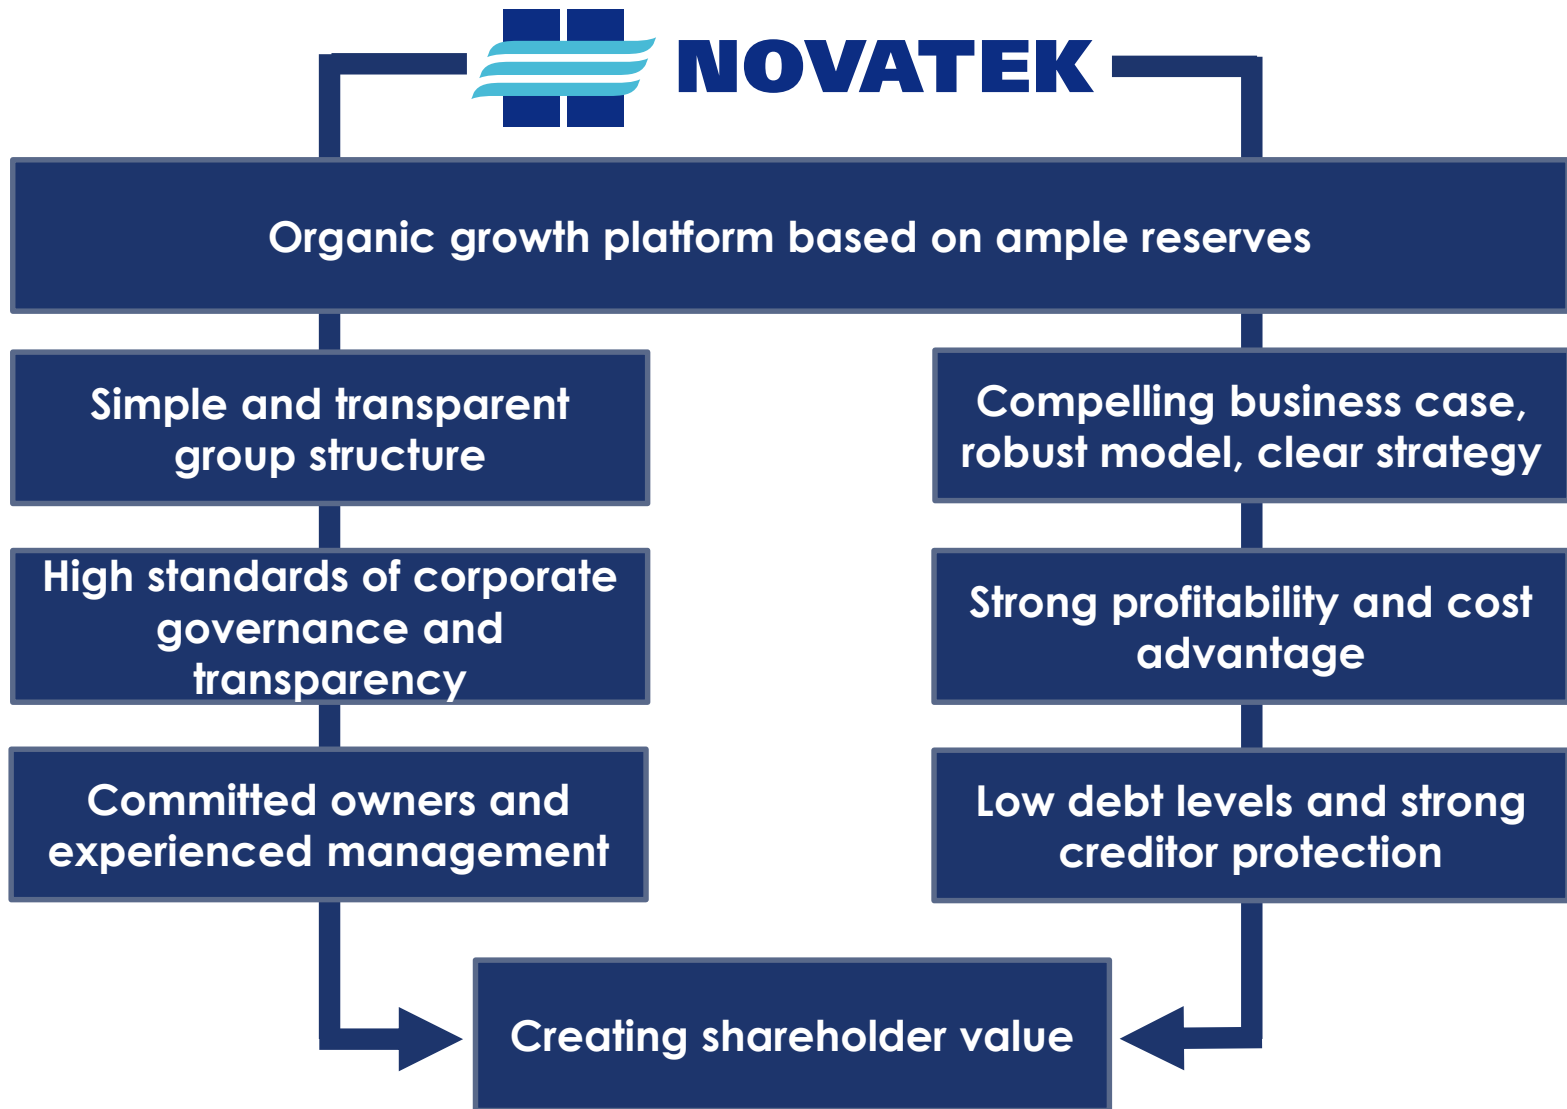 NOVATEK
Organic growth platform based on ample reserves
Simple and transparent
group structure
Compelling business case,
robust model, clear strategy
High standards of corporate
governance and
transparency
Strong profitability and cost
advantage
Committed owners and
experienced management
Low debt levels and strong
creditor protection
Creating shareholder value